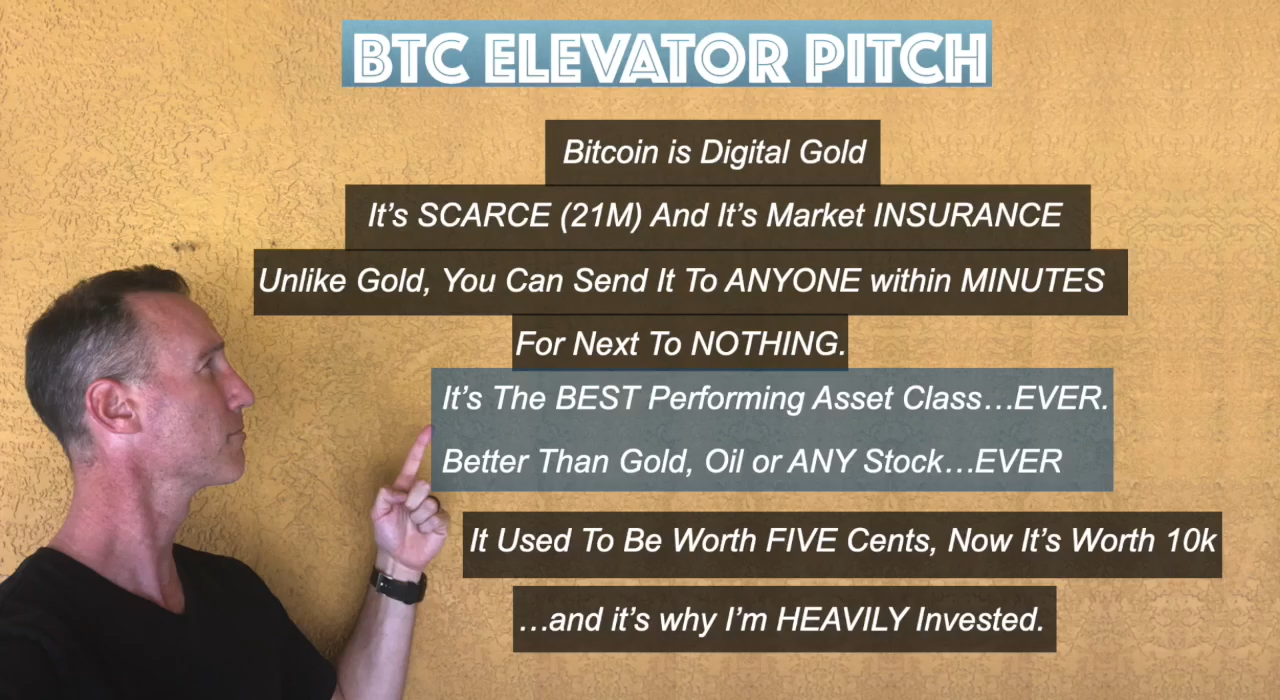 BTC ELEVATOR PITCH
Bitcoin is Digital Gold
It's SCARCE (21M) And It's Market INSURANCE
Unlike Gold, You Can Send It To ANYONE within MINUTES
For Next To NOTHING.
It's The BEST Performing Asset Class…EVER.
Better Than Gold, Oil or ANY Stock…EVER
It Used To Be Worth FIVE Cents, Now It's Worth 10k
…and it's why I'm HEAVILY Invested.